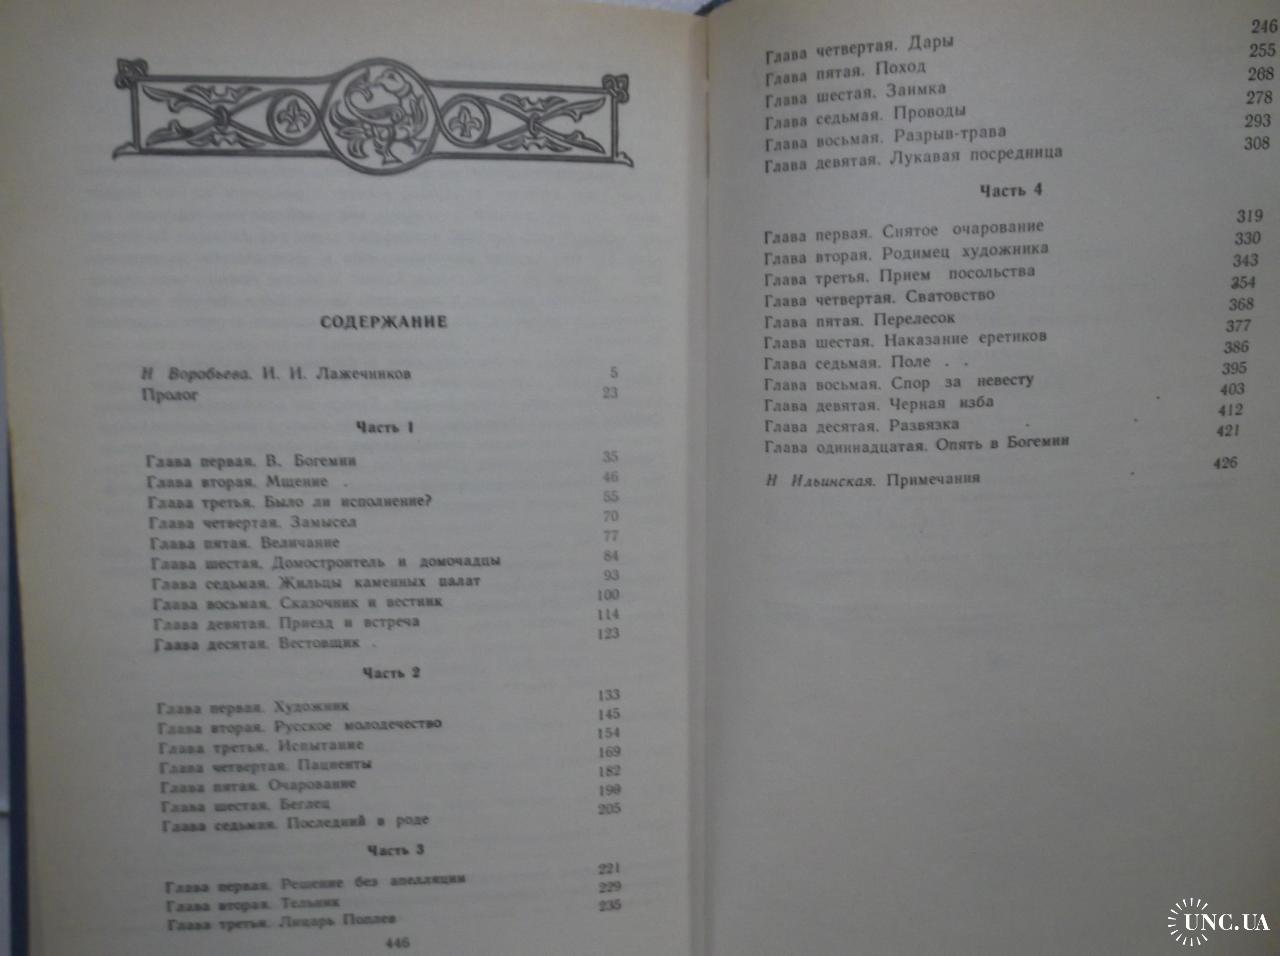 СОДЕРЖАНИЕ
Н Воробьева. И. И. Лажечников 5
Пролог 23
Часть 1
Глава первая. В. Богемии 35
Глава вторая. Мщение . 46
Глава третья. Было ли исполнение? 55
Глава четвертая. Замысел 70
Глава пятая. Величание 77
Глава шестая. Домостроитель и домочадцы 84
Глава седьмая. Жильцы каменных палат 93
Глава восьмая. Сказочник и вестник 100
Глава девятая. Приезд и встреча 114
Глава десятая. Вестовщик . 123
Часть 2
Глава первая. Художник 133
Глава вторая. Русское молодечество 145
Глава третья. Испытание 154
Глава четвертая. Пациенты 169
Глава пятая. Очарование 182
Глава шестая. Беглец 190
Глава седьмая. Последний в роде 205
Часть 3
Глава первая. Решение без апелляции 221
Глава вторая. Тельник 229
Глава третья. Лицарь Поплев 235
446
Глава четвертая. Дары 246
Глава пятая. Поход 255
Глава шестая. Заимка 268
Глава седьмая. Проводы 278
Глава восьмая. Разрыв-трава 293
Глава девятая. Лукавая посредница 308
Часть 4
Глава первая. Снятое очарование 319
Глава вторая. Родимец художника 330
Глава третья. Прием посольства 343
Глава четвертая. Сватовство 354
Глава пятая. Перелесок 368
Глава шестая. Наказание еретиков 377
Глава седьмая. Поле . . 386
Глава восьмая. Спор за невесту 395
Глава девятая. Черная изба 403
Глава десятая. Развязка 412
Глава одиннадцатая. Опять в Богемии 421
Н Ильинская. Примечания 426
UNC.UA